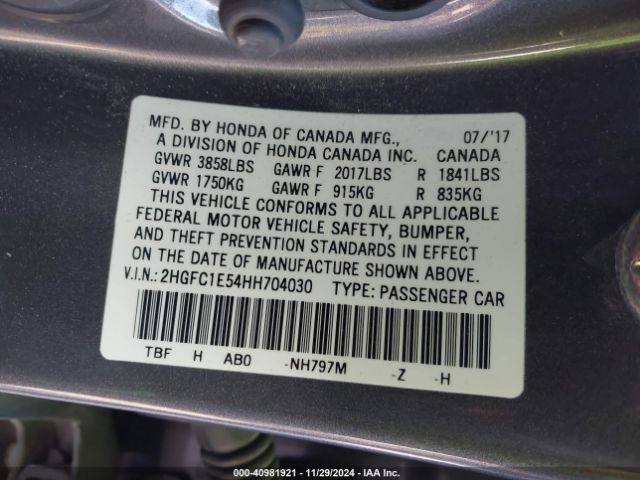 MFD. BY HONDA OF CANADA MFG., 07/'17
A DIVISION OF HONDA CANADA INC. CANADA
GVWR 3858LBS GAWR F 2017LBS R 1841LBS
GVWR 1750KG GAWR F 915KG R 835KG
THIS VEHICLE CONFORMS TO ALL APPLICABLE
FEDERAL MOTOR VEHICLE SAFETY, BUMPER,
AND THEFT PREVENTION STANDARDS IN EFFECT
ON THE DATE OF MANUFACTURE SHOWN ABOVE.
V.I.N.: 2HGFC1E54HH704030 TYPE: PASSENGER CAR
TBF H AB0 -NH797M -Z -H
000-40981921 - 11/29/2024 - IAA Inc.